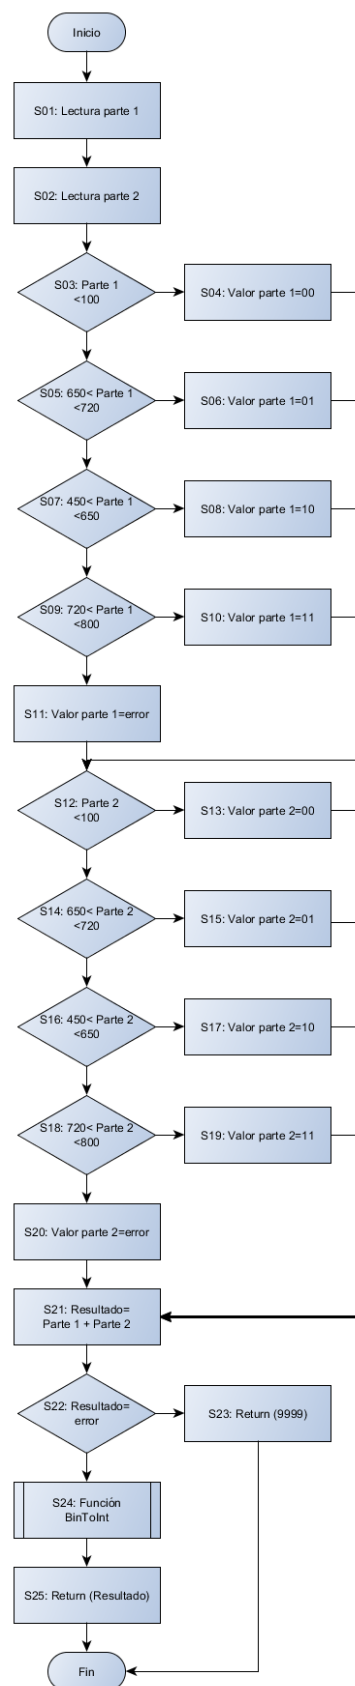 Inicio
S01: Lectura parte 1
S02: Lectura parte 2
S03: Parte 1
<100
S04: Valor parte 1=00
S05: 650< Parte 1
<720
S06: Valor parte 1=01
S07: 450< Parte 1
<650
S08: Valor parte 1=10
S09: 720< Parte 1
<800
S10: Valor parte 1=11
S11: Valor parte 1=error
S12: Parte 2
<100
S13: Valor parte 2=00
S14: 650< Parte 2
<720
S15: Valor parte 2=01
S16: 450< Parte 2
<650
S17: Valor parte 2=10
S18: 720< Parte 2
<800
S19: Valor parte 2=11
S20: Valor parte 2=error
S21: Resultado=
Parte 1 + Parte 2
S22: Resultado=
error
S23: Return (9999)
S24: Función
BinToInt
S25: Return (Resultado)
Fin